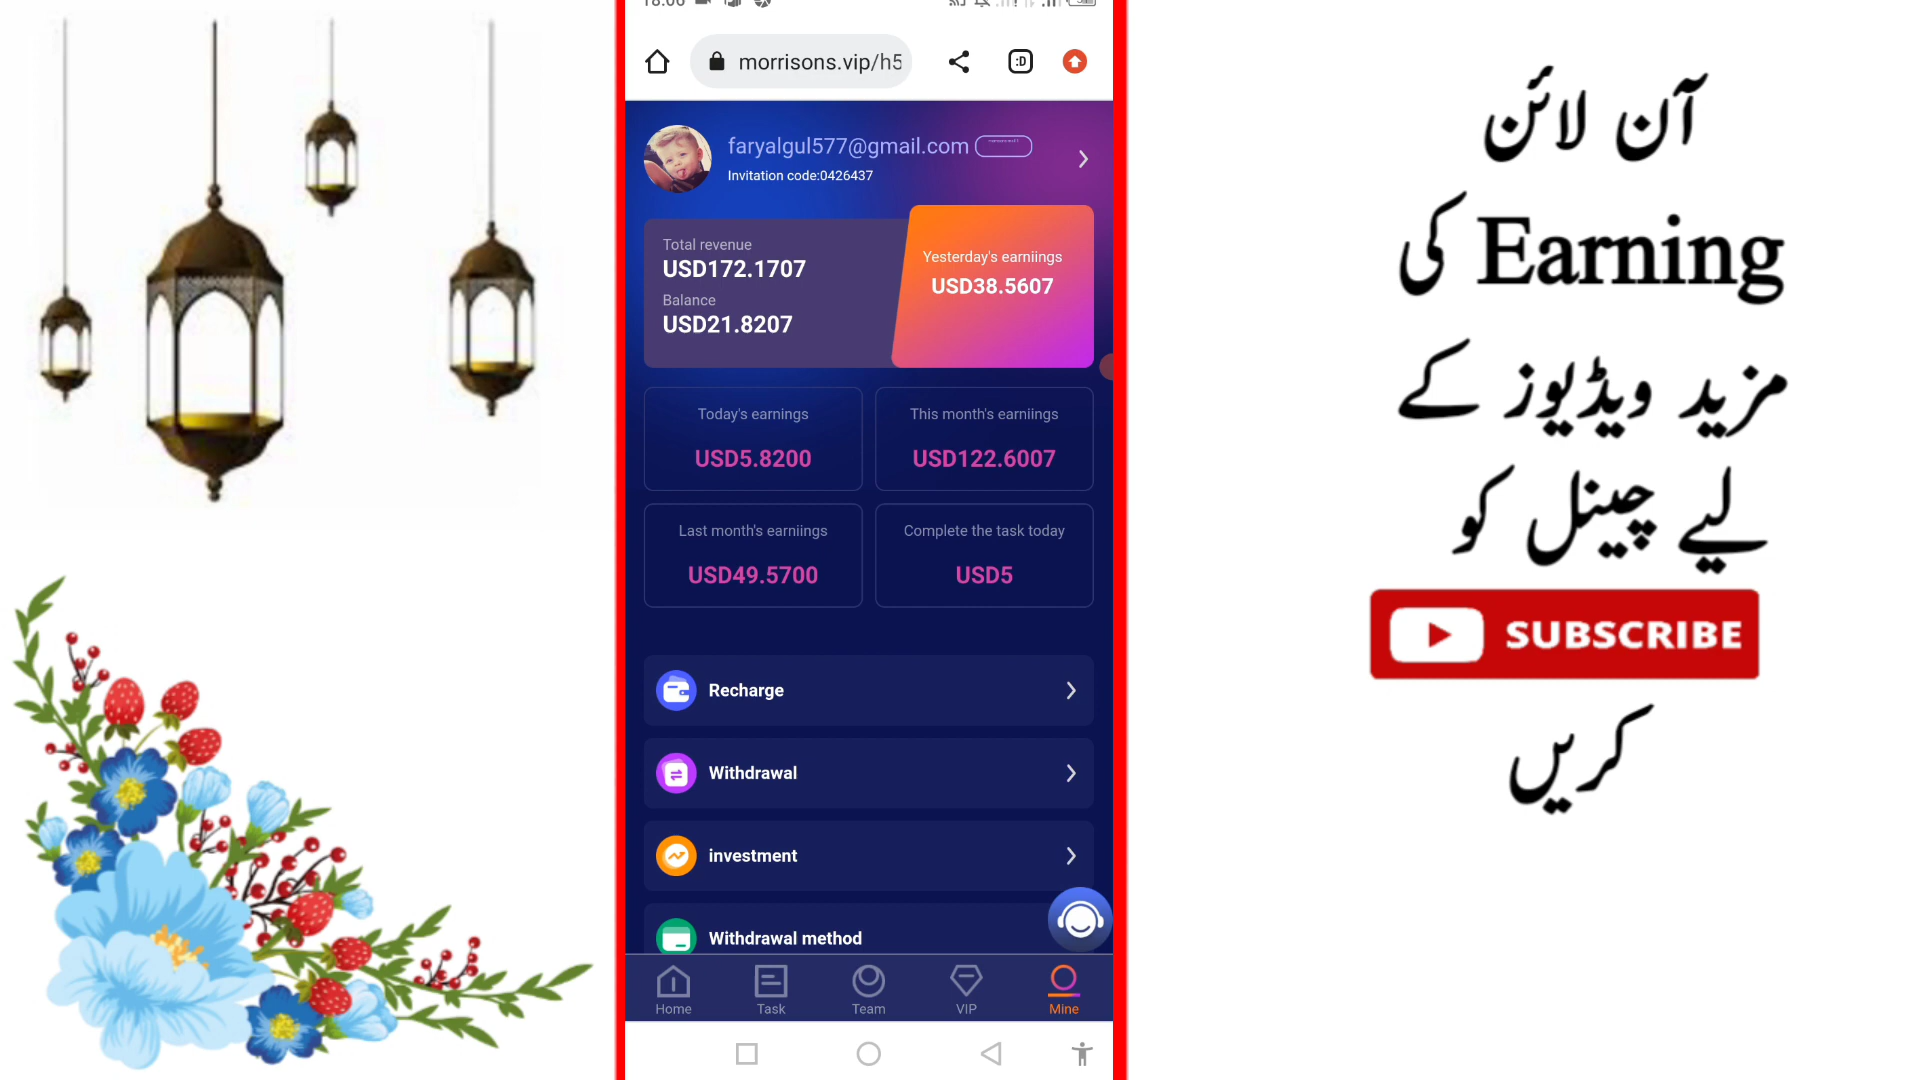 18:06
morrisons.vip/h5
:D
faryalgul577@gmail.com
Invitation code:0426437
Total revenue
USD172.1707
Balance
USD21.8207
Yesterday's earniings
USD38.5607
Today's earnings
USD5.8200
This month's earniings
USD122.6007
Last month's earniings
USD49.5700
Complete the task today
USD5
Recharge
Withdrawal
investment
Withdrawal method
Home
Task
Team
VIP
Mine
آن لائن
Earning کی
مزید ویڈیوز کے
لیے چینل کو
SUBSCRIBE
کریں